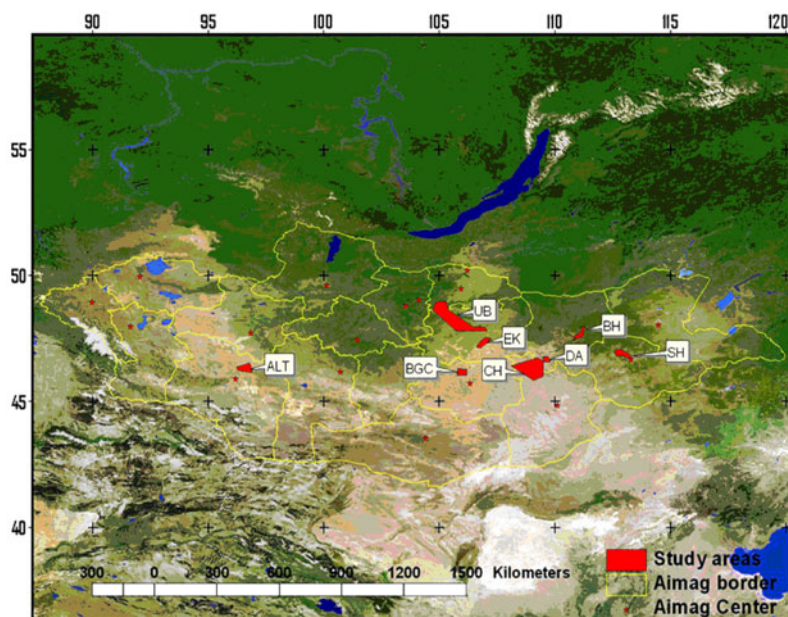 90 95 100 105 110 115 120
55
50
UB
BH
EK
ALT
BGC
CH
DA
SH
45
40
Study areas
300 0 300 600 900 1200 1500 Kilometers
Aimag border
Aimag Center